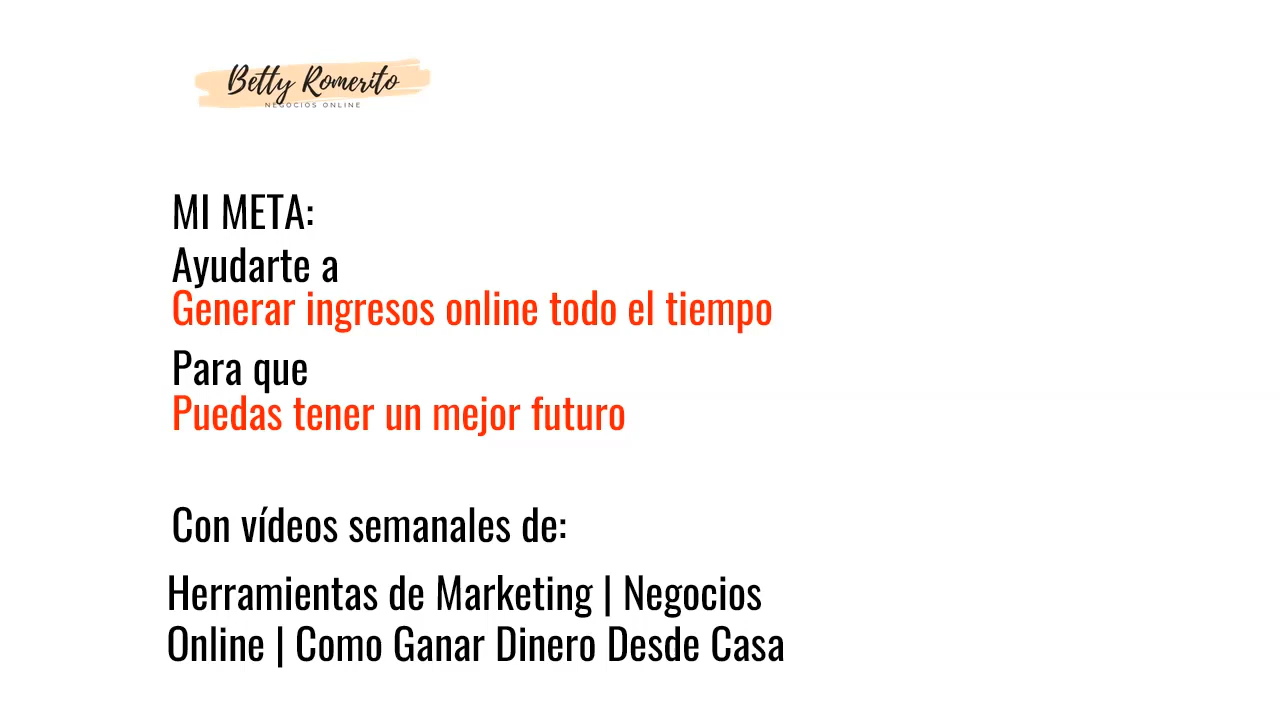 Betty Romerito
NEGOCIOS ONLINE
MI META:
Ayudarte a
Generar ingresos online todo el tiempo
Para que
Puedas tener un mejor futuro
Con vídeos semanales de:
Herramientas de Marketing | Negocios
Online | Como Ganar Dinero Desde Casa